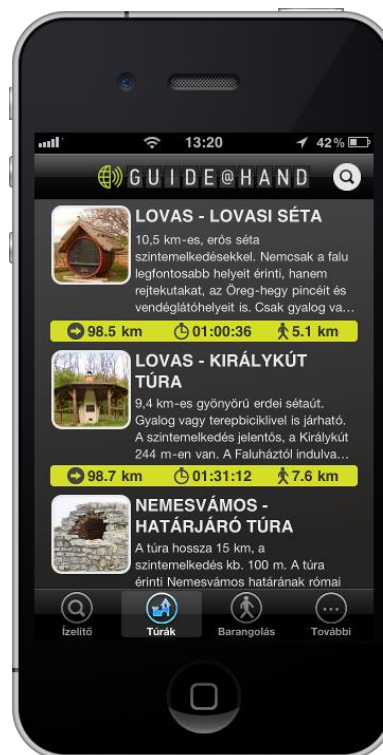 13:20
42%
GUIDE@HAND
LOVAS - LOVASI SÉTA
10,5 km-es, erős séta
szintemelkedésekkel. Nemcsak a falu
legfontosabb helyeit érinti, hanem
rejtekutakat, az Öreg-hegy pincéit és
vendéglátóhelyeit is. Csak gyalog va...
98.5 km 01:00:36 5.1 km
LOVAS - KIRÁLYKÚT
TÚRA
9,4 km-es gyönyörű erdei sétaút.
Gyalog vagy terepbiciklivel is járható.
A szintemelkedés jelentős, a Királykút
244 m-en van. A Faluháztól indulva...
98.7 km 01:31:12 7.6 km
NEMESVÁMOS -
HATÁRJÁRÓ TÚRA
A túra hossza 15 km, a
szintemelkedés kb. 100 m. A túra
érinti Nemesvámos határának római
Ízelítő Túrák Barangolás További